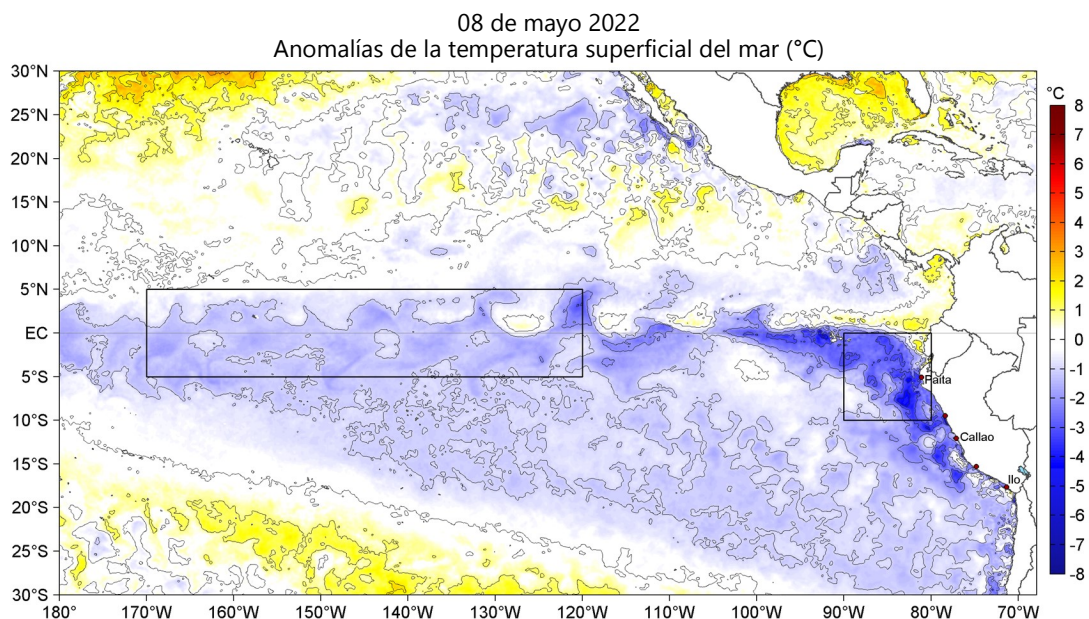 08 de mayo 2022
Anomalías de la temperatura superficial del mar (°C)
30°N
25°N
20°N
15°N
10°N
5°N
EC
5°S
10°S
15°S
20°S
25°S
30°S
180
170°W
160°W
150°W
140°W
130°W
120°W
110°W
100°W
90°W
80°W
70°W
Paita
Callao
Ilo
°C
8
7
6
5
4
3
2
1
0
-1
-2
-3
-4
-5
-6
-7
-8